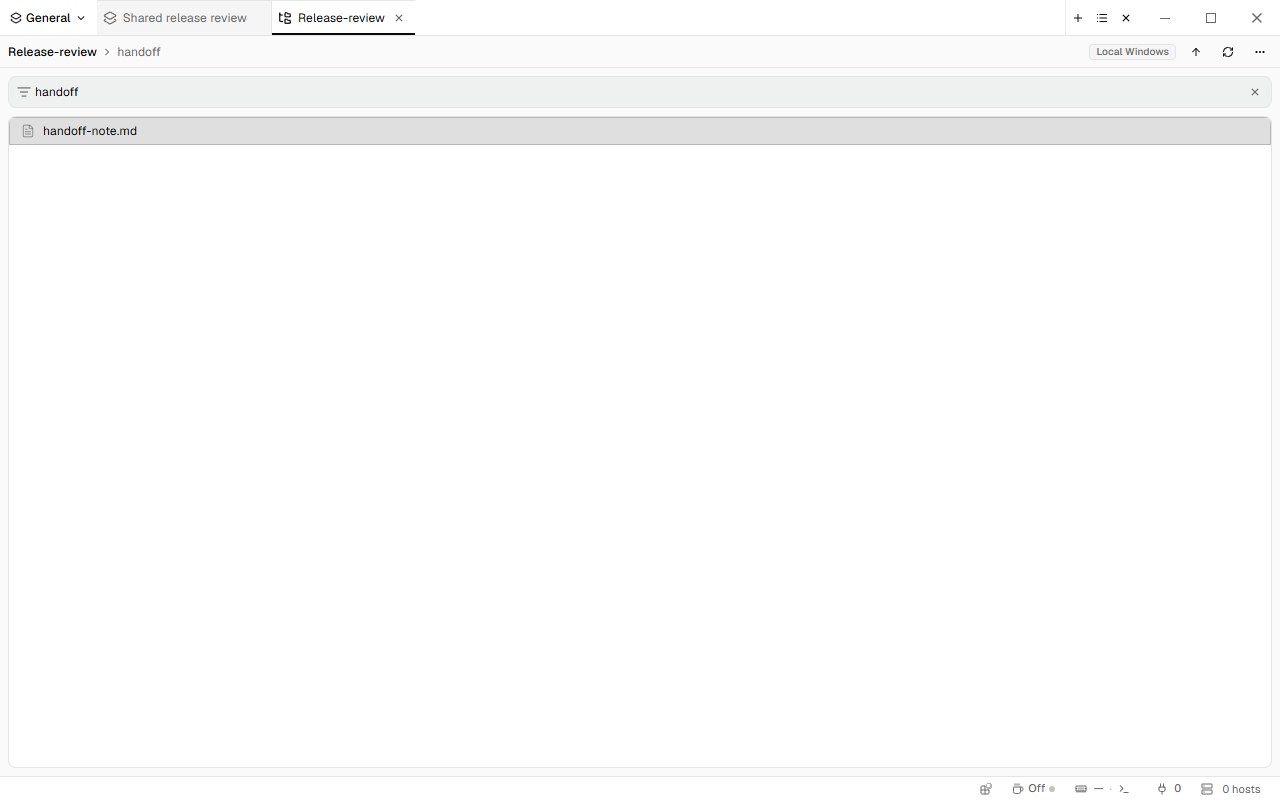 General
Shared release review
Release-review
Release-review > handoff
Local Windows
handoff
handoff-note.md
Off
0
0 hosts